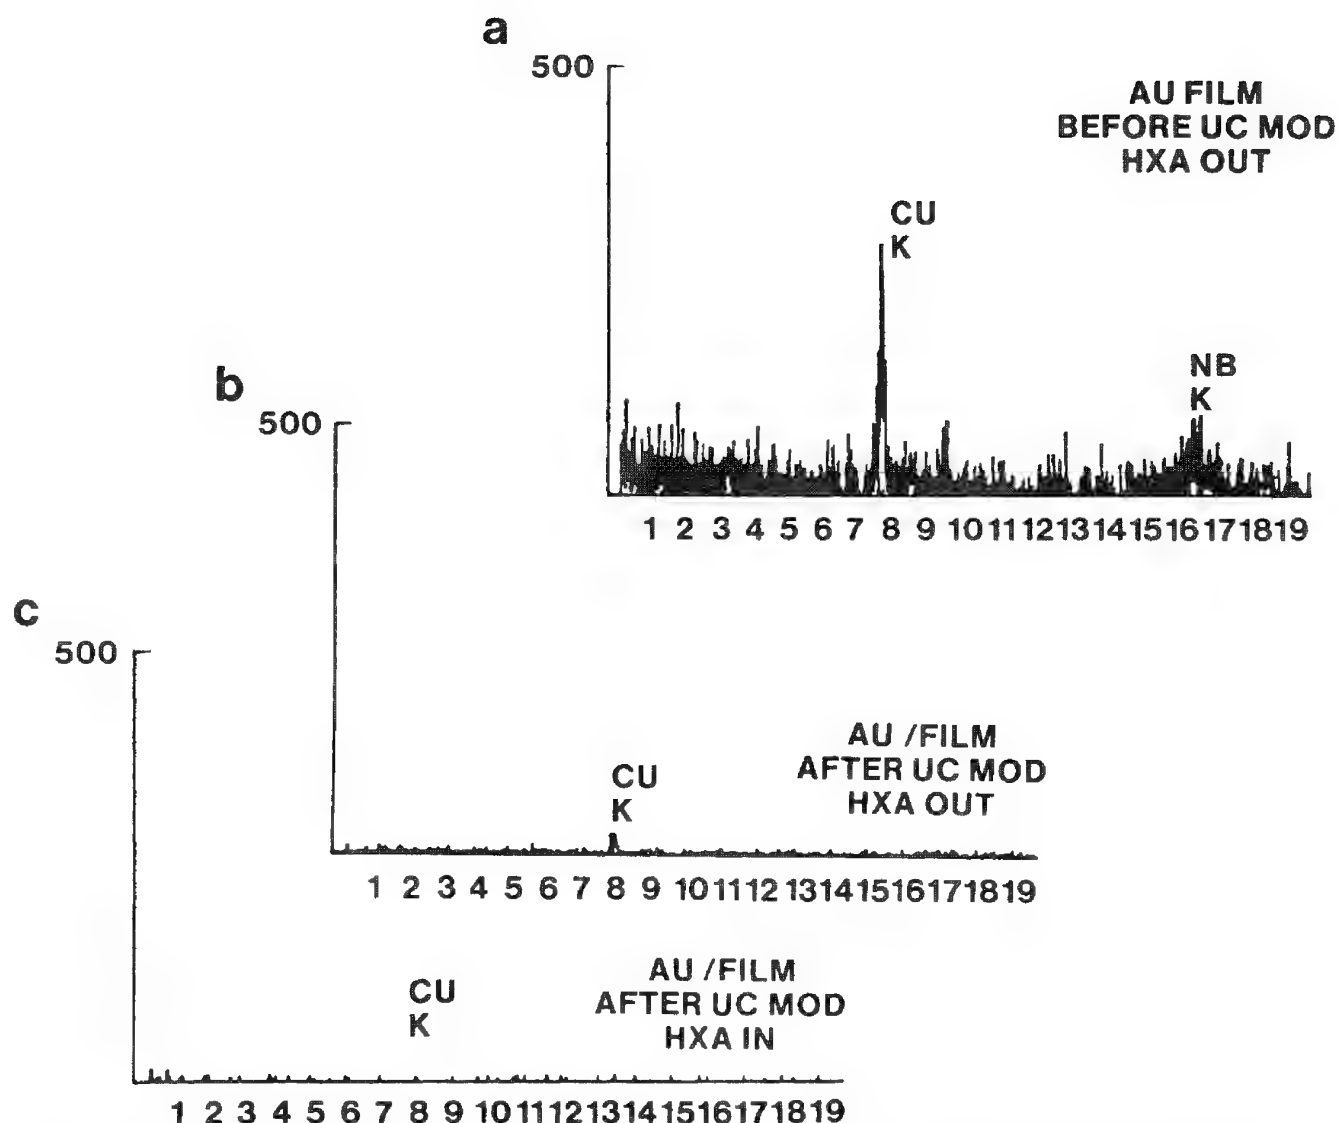 a
500
AU FILM
BEFORE UC MOD
HXA OUT
CU
K
NB
K
1 2 3 4 5 6 7 8 9 10 11 12 13 14 15 16 17 18 19
b
500
CU
K
AU /FILM
AFTER UC MOD
HXA OUT
1 2 3 4 5 6 7 8 9 10 11 12 13 14 15 16 17 18 19
c
500
CU
K
AU /FILM
AFTER UC MOD
HXA IN
1 2 3 4 5 6 7 8 9 10 11 12 13 14 15 16 17 18 19